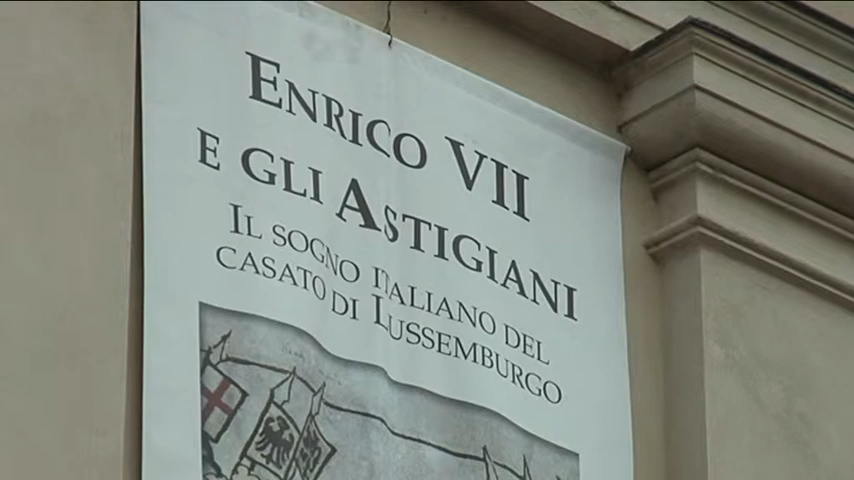 ENRICO VII
E GLI ASTIGIANI
IL SOGNO ITALIANO DEL
CASATO DI LUSSEMBURGO